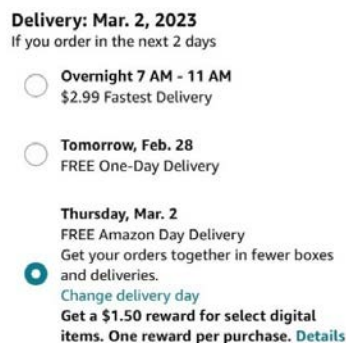 Delivery: Mar. 2, 2023
If you order in the next 2 days
Overnight 7 AM - 11 AM
$2.99 Fastest Delivery
Tomorrow, Feb. 28
FREE One-Day Delivery
Thursday, Mar. 2
FREE Amazon Day Delivery
Get your orders together in fewer boxes
and deliveries.
Change delivery day
Get a $1.50 reward for select digital
items. One reward per purchase. Details